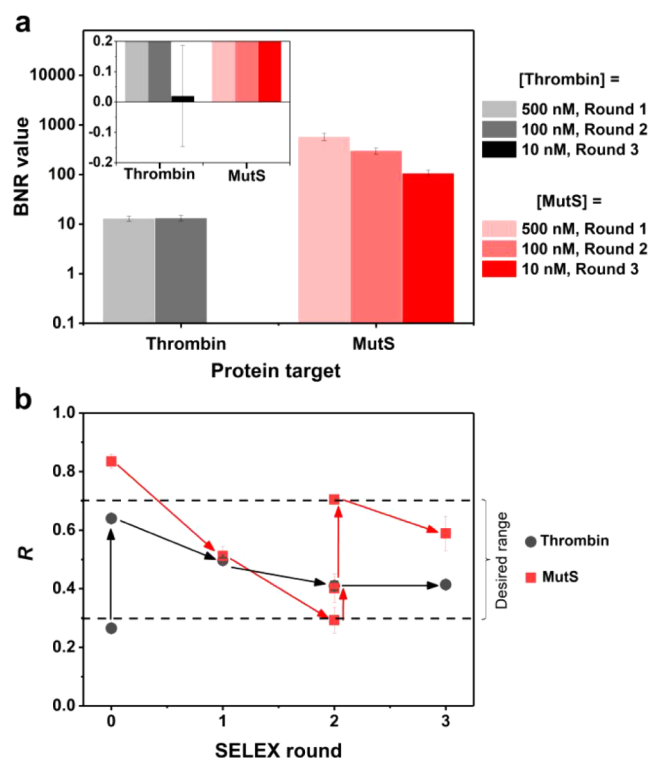 a
BNR value
10000
1000
100
10
1
0.1
0.2
0.1
0.0
-0.1
-0.2
Thrombin MutS
Thrombin MutS
Protein target
[Thrombin] =
500 nM, Round 1
100 nM, Round 2
10 nM, Round 3
[MutS] =
500 nM, Round 1
100 nM, Round 2
10 nM, Round 3
b
R
1.0
0.8
0.6
0.4
0.2
0.0
0 1 2 3
SELEX round
Desired range
Thrombin
MutS